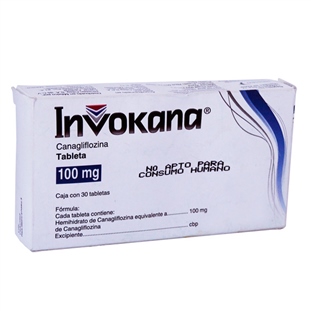 INVOKANA®
Canagliflozina
Tableta
100 mg
NO APTO PARA
CONSUMO HUMANO
Caja con 30 tabletas
Fórmula:
Cada tableta contiene:
Hemihidrato de Canagliflozina equivalente a ........... 100 mg
de Canagliflozina
Excipiente ........................................ cbp